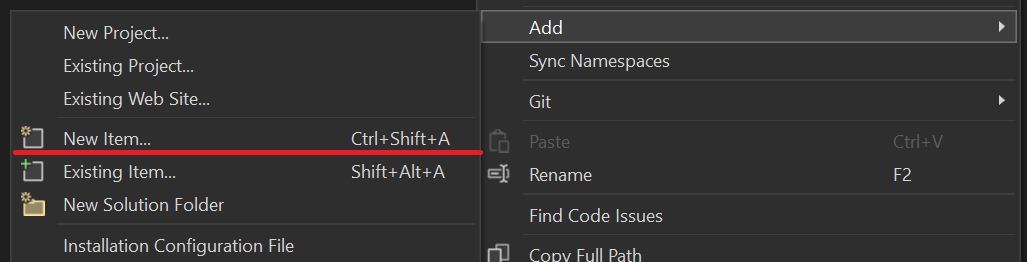 New Project...
Existing Project...
Existing Web Site...
New Item... Ctrl+Shift+A
Existing Item... Shift+Alt+A
New Solution Folder
Installation Configuration File
Add
Sync Namespaces
Git
Paste Ctrl+V
Rename F2
Find Code Issues
Copy Full Path